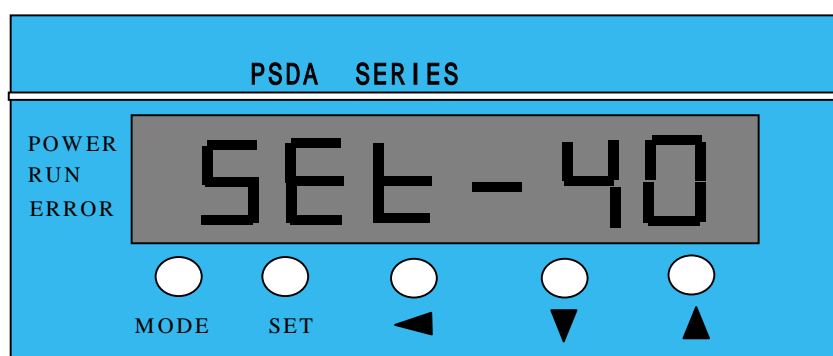 PSDA SERIES
POWER
RUN
ERROR
SEt-40
MODE SET